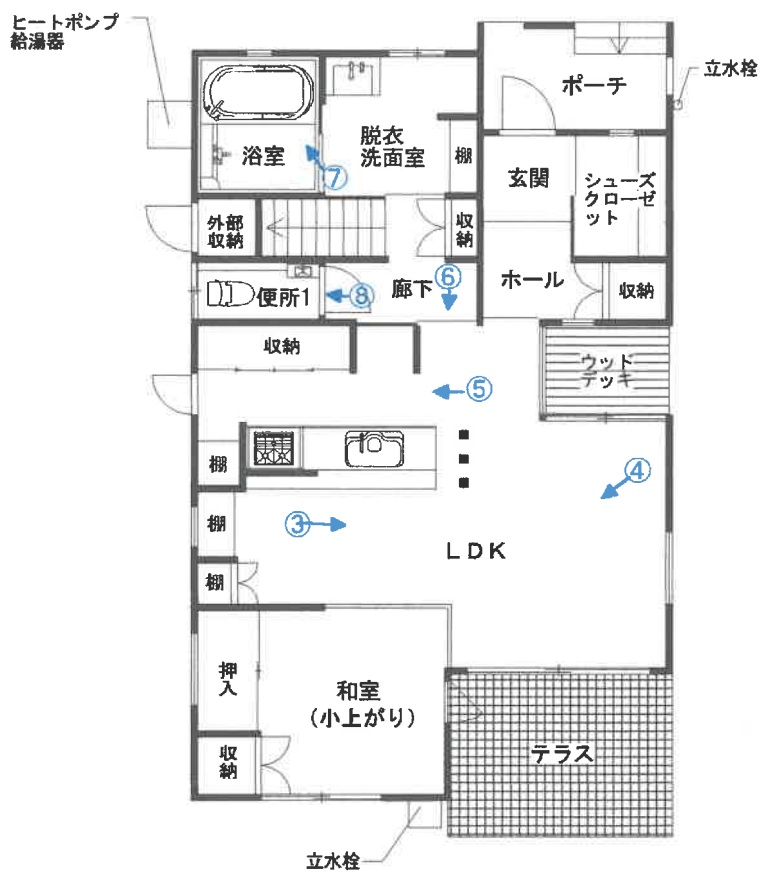 ヒートポンプ
給湯器
ポーチ
立水栓
浴室
脱衣
洗面室
棚
⑦
玄関
シューズ
クローゼ
ット
外部
収納
収
納
⑥
ホール
収納
便所1
⑧
廊下
収納
ウッド
デッキ
⑤
棚
④
棚
③
LDK
棚
押
入
和室
(小上がり)
収
納
テラス
立水栓